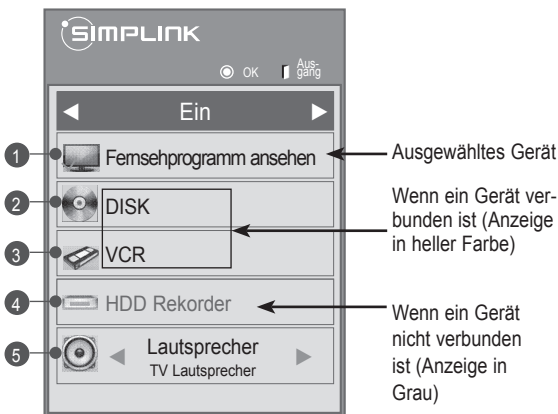 SIMPLINK
OK
Aus-
gang
Ein
1
Fernsehprogramm ansehen
Ausgewähltes Gerät
2
DISK
Wenn ein Gerät ver-
bunden ist (Anzeige
in heller Farbe)
3
VCR
4
HDD Rekorder
Wenn ein Gerät
nicht verbunden
ist (Anzeige in
Grau)
5
Lautsprecher
TV Lautsprecher